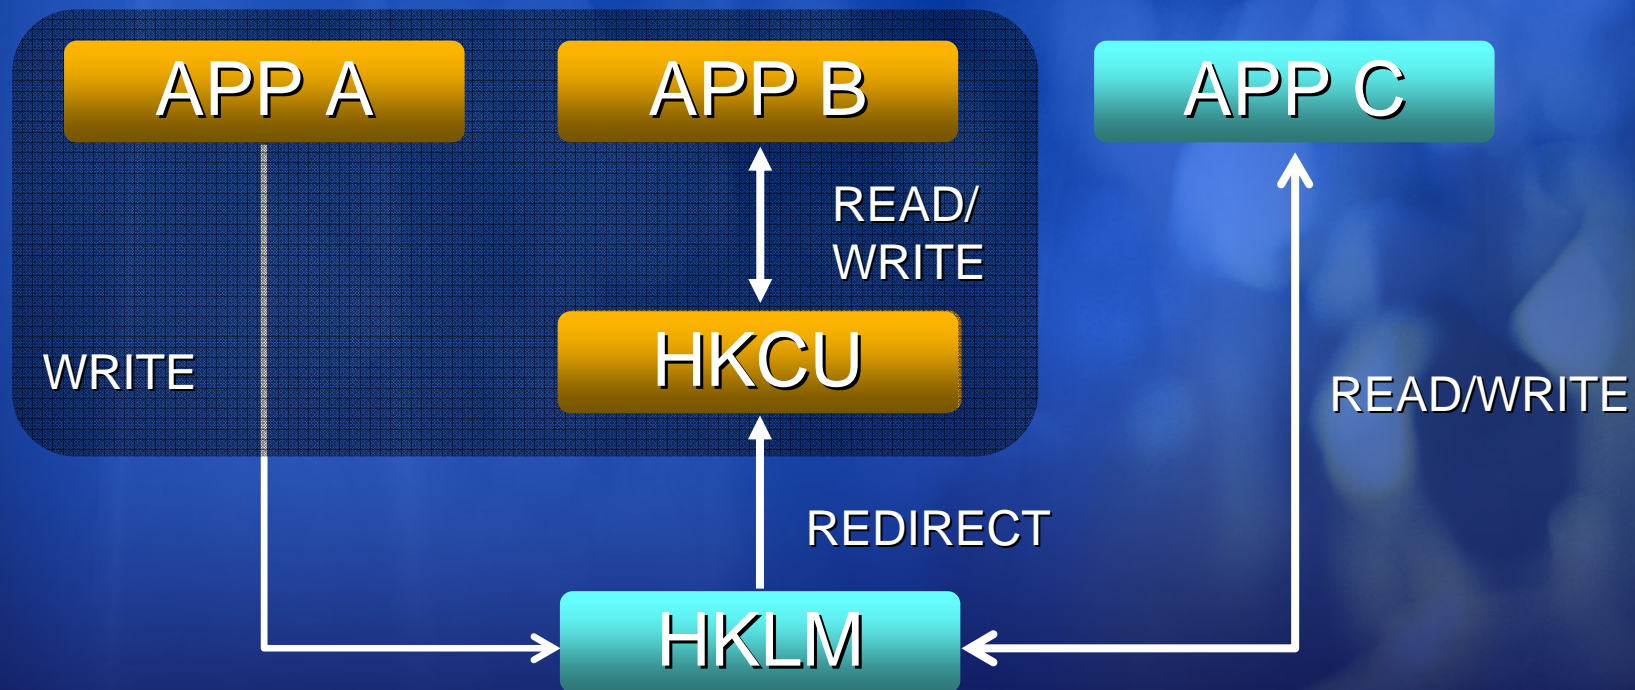 APP A
APP B
APP C
READ/
WRITE
HKCU
WRITE
READ/WRITE
REDIRECT
HKLM